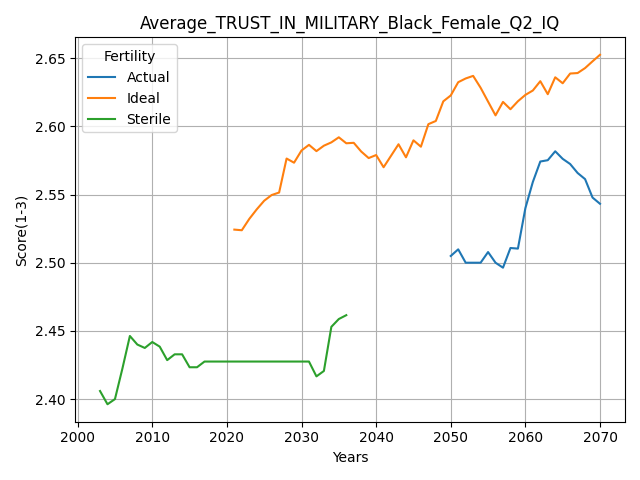 Average_TRUST_IN_MILITARY_Black_Female_Q2_IQ
Fertility
Actual
Ideal
Sterile
Score(1-3)
2.65
2.60
2.55
2.50
2.45
2.40
2000 2010 2020 2030 2040 2050 2060 2070
Years